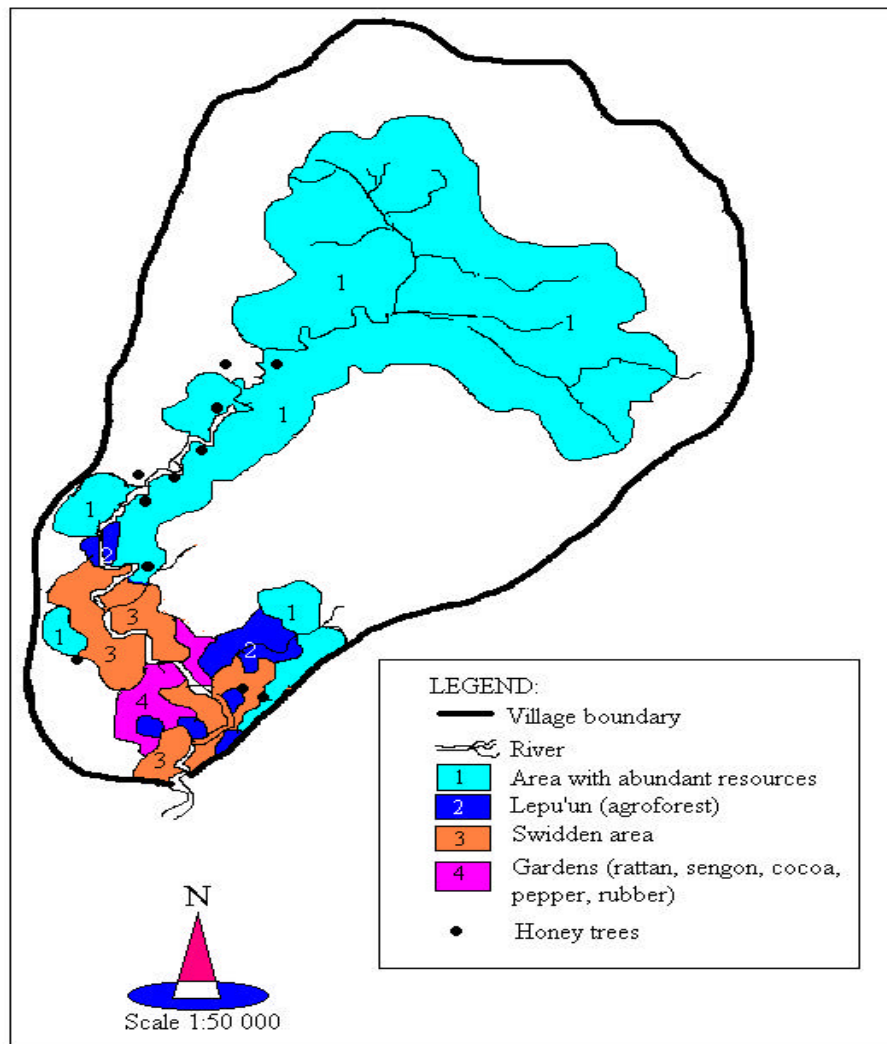 1
1
1
1
2
3
1
1
3
2
4
3
LEGEND:
Village boundary
River
1 Area with abundant resources
2 Lepu'un (agroforest)
3 Swidden area
4 Gardens (rattan, sengon, cocoa,
pepper, rubber)
Honey trees
N
Scale 1:50 000